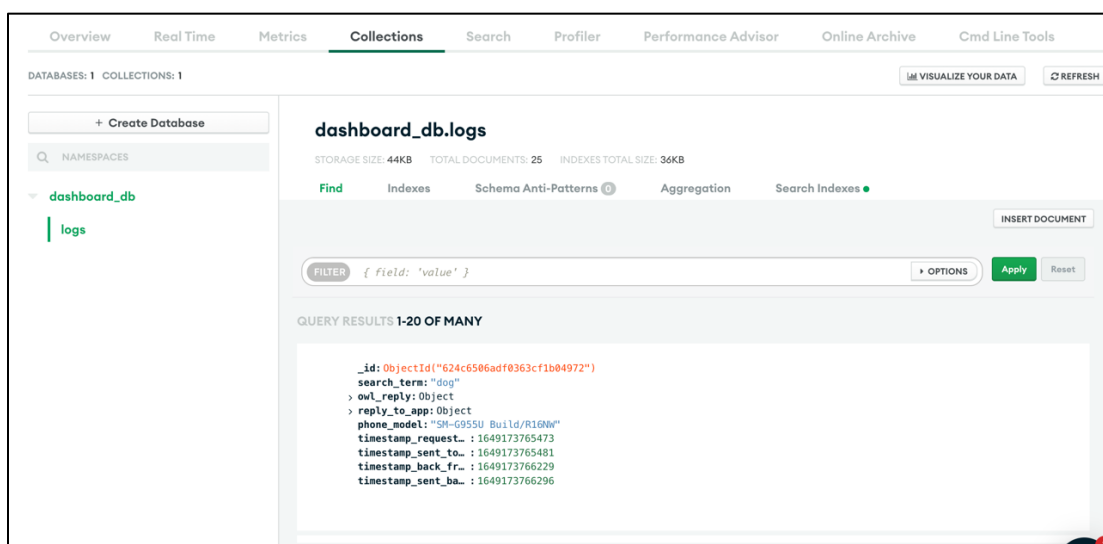 Overview Real Time Metrics Collections Search Profiler Performance Advisor Online Archive Cmd Line Tools
DATABASES: 1 COLLECTIONS: 1
VISUALIZE YOUR DATA
REFRESH
+ Create Database
NAMESPACES
dashboard_db
logs
dashboard_db.logs
STORAGE SIZE: 44KB TOTAL DOCUMENTS: 25 INDEXES TOTAL SIZE: 36KB
Find Indexes Schema Anti-Patterns 0 Aggregation Search Indexes
INSERT DOCUMENT
FILTER { field: 'value' } OPTIONS Apply Reset
QUERY RESULTS 1-20 OF MANY
_id: ObjectId("624c6506adf0363cf1b04972")
search_term: "dog"
owl_reply: Object
reply_to_app: Object
phone_model: "SM-G955U Build/R16NW"
timestamp_request… : 1649173765473
timestamp_sent_to… : 1649173765481
timestamp_back_fr… : 1649173766229
timestamp_sent_ba… : 1649173766296